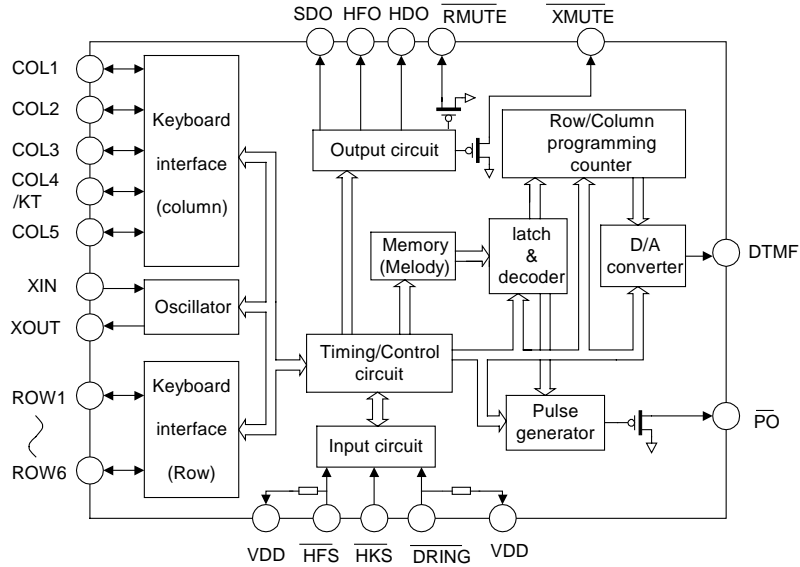 SDO HFO HDO RMUTE XMUTE
COL1
COL2
COL3
COL4
/KT
COL5
XIN
XOUT
ROW1
ROW6
Keyboard
interface
(column)
Oscillator
Keyboard
interface
(Row)
Output circuit
Row/Column
programming
counter
Memory
(Melody)
latch
&
decoder
D/A
converter
DTMF
Timing/Control
circuit
Pulse
generator
PO
Input circuit
VDD HFS HKS DRING VDD